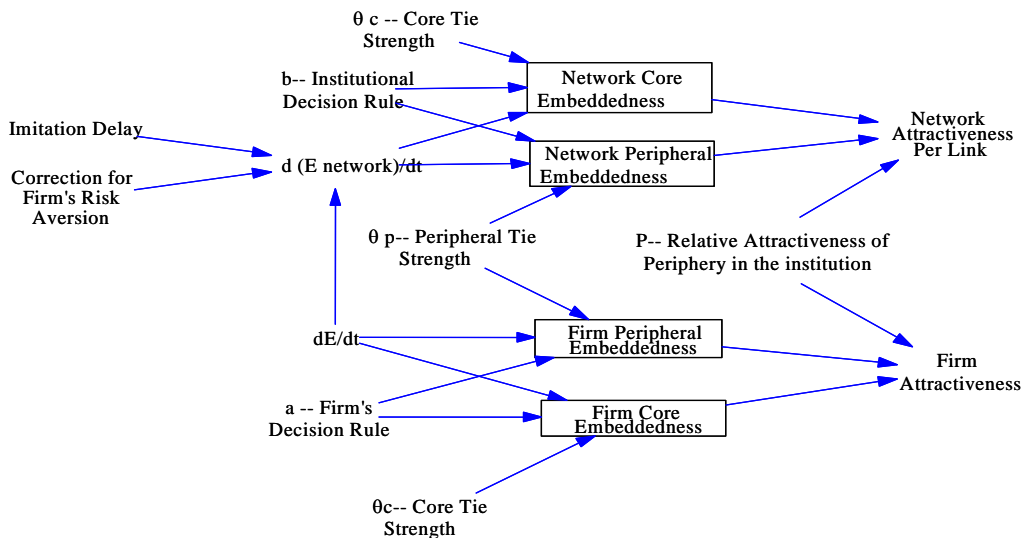 θ c -- Core Tie
Strength
b-- Institutional
Decision Rule
Network Core
Embeddedness
Imitation Delay
Network
Attractiveness
Per Link
Network Peripheral
Embeddedness
d (E network)/dt
Correction for
Firm's Risk
Aversion
θ p-- Peripheral Tie
Strength
P-- Relative Attractiveness of
Periphery in the institution
dE/dt
Firm Peripheral
Embeddedness
Firm
Attractiveness
a -- Firm's
Decision Rule
Firm Core
Embeddedness
θc-- Core Tie
Strength